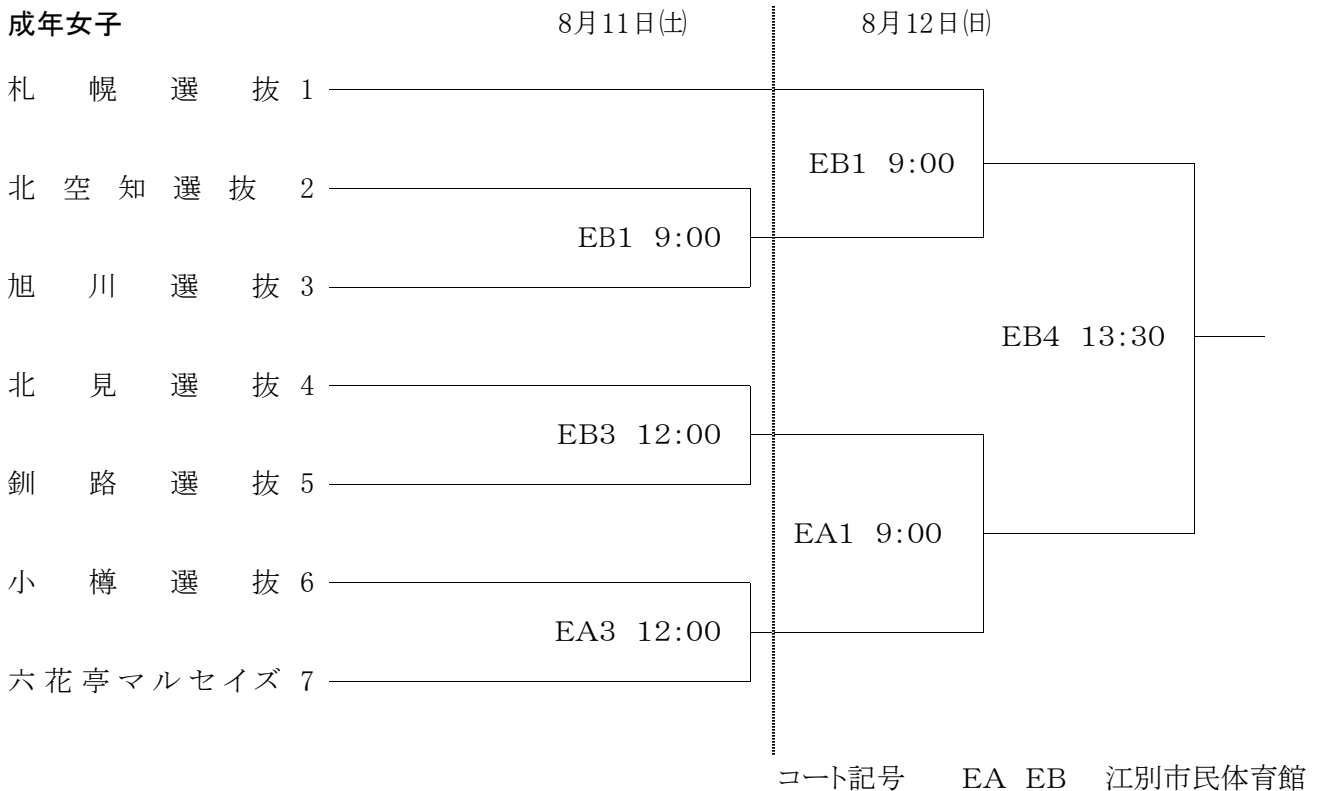 成年女子 8月11日(土) 8月12日(日)
札幌選抜 1
EB1 9:00
北空知選抜 2
EB1 9:00
旭川選抜 3
EB4 13:30
北見選抜 4
EB3 12:00
釧路選抜 5
EA1 9:00
小樽選抜 6
EA3 12:00
六花亭マルセイズ 7
コート記号 EA EB 江別市民体育館